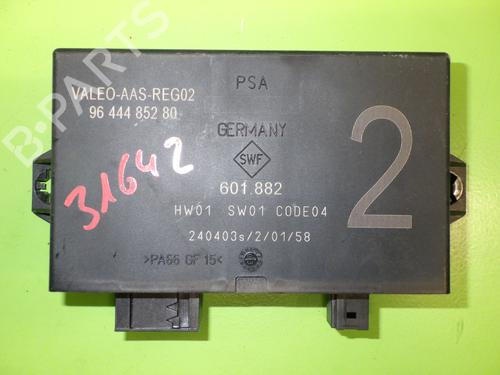 VALEO-AAS-REG02
96 444 852 80
PSA
GERMANY
SWF
601.882
HW01 SW01 CODE04
240403s/2/01/58
>PA66 GF 15<
2
31642
B-PARTS